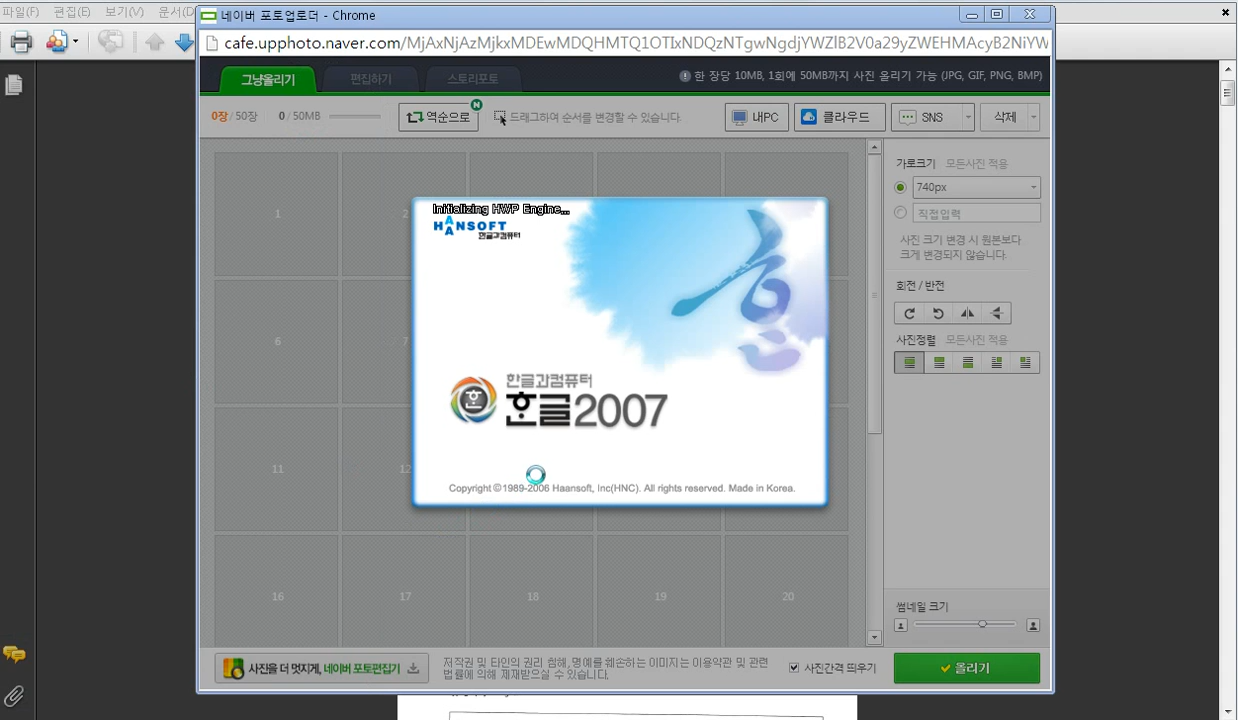 파일(F) 편집(E) 보기(V) 문서(D
네이버 포토업로더 - Chrome
cafe.upphoto.naver.com/MjAxNjAzMjkxMDEwMDQHMTQ1OTIxNDQzNTgwNgdjYWZlB2V0a29yZWEHMAcyB2NiYW
그냥올리기 편집하기 스토리포토
한 장당 10MB, 1회에 50MB까지 사진 올리기 가능 (JPG, GIF, PNG, BMP)
0장 / 50장 0 / 50MB 역순으로 N 드래그하여 순서를 변경할 수 있습니다. 내PC 클라우드 SNS 삭제
가로크기 모든사진 적용
740px
직접입력
사진 크기 변경 시 원본보다
크게 변경되지 않습니다.
회전 / 반전
사진정렬 모든사진 적용
1 2
6 7
11 12
16 17 18 19 20
Initializing HWP Engine...
HAANSOFT
한글과컴퓨터
한글과컴퓨터
한
한글2007
Copyright ©1989-2006 Haansoft, Inc(HNC). All rights reserved. Made in Korea.
썸네일 크기
사진을 더 멋지게, 네이버 포토편집기
저작권 및 타인의 권리 침해, 명예를 훼손하는 이미지는 이용약관 및 관련
법률에 의해 제재받으실 수 있습니다.
사진간격 띄우기
올리기